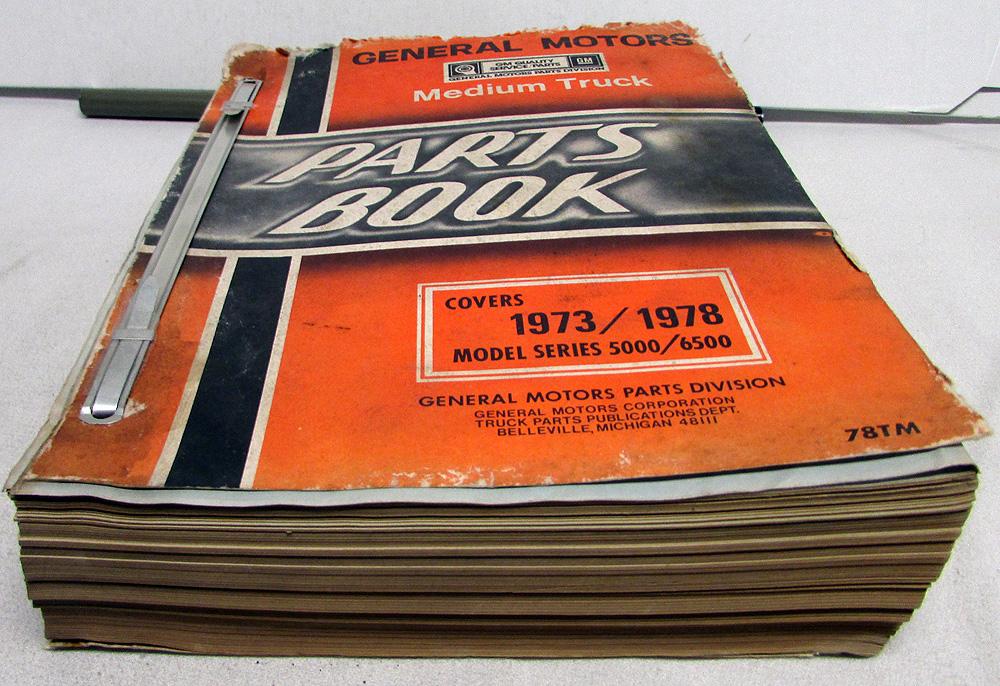 GENERAL MOTORS
GM QUALITY
SERVICE/PARTS
GM
GENERAL MOTORS PARTS DIVISION
Medium Truck
PARTS
BOOK
COVERS
1973/1978
MODEL SERIES 5000/6500
GENERAL MOTORS PARTS DIVISION
GENERAL MOTORS CORPORATION
TRUCK PARTS PUBLICATIONS DEPT.
BELLEVILLE, MICHIGAN 48111
78TM